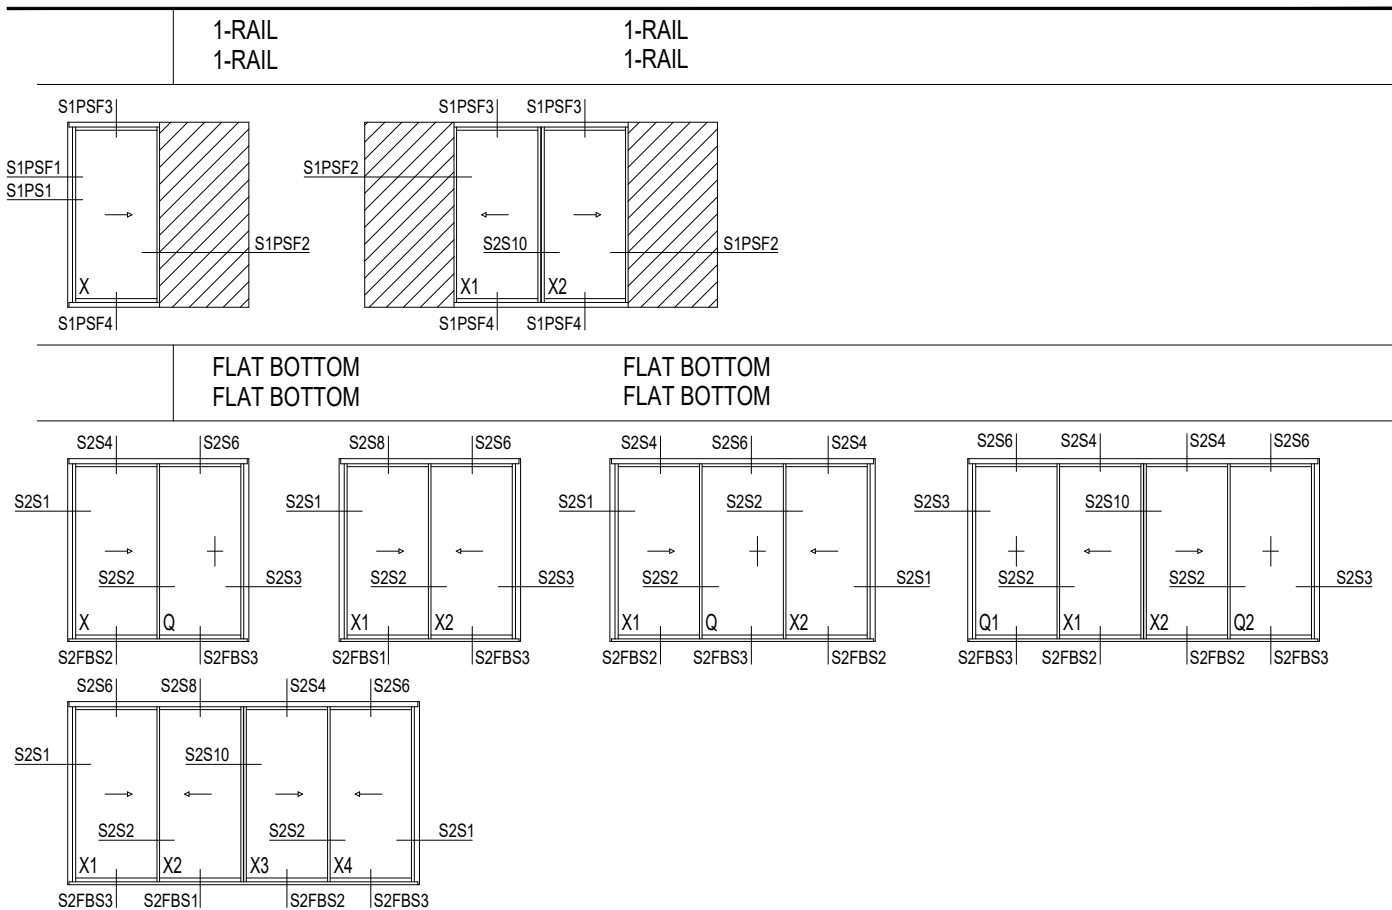 1-RAIL 1-RAIL
1-RAIL 1-RAIL
S1PSF3 S1PSF3 S1PSF3
S1PSF1 S1PSF2
S1PS1
S1PSF2 S2S10 S1PSF2
X X1 X2
S1PSF4 S1PSF4 S1PSF4
FLAT BOTTOM FLAT BOTTOM
FLAT BOTTOM FLAT BOTTOM
S2S4 S2S6 S2S8 S2S6 S2S4 S2S6 S2S4 S2S6 S2S4 S2S4 S2S6
S2S1 S2S1 S2S1 S2S2 S2S3 S2S10
S2S2 S2S3 S2S2 S2S3 S2S2 S2S1 S2S2 S2S2 S2S3
X Q X1 X2 X1 Q X2 Q1 X1 X2 Q2
S2FBS2 S2FBS3 S2FBS1 S2FBS3 S2FBS2 S2FBS3 S2FBS2 S2FBS3 S2FBS2 S2FBS2 S2FBS3
S2S6 S2S8 S2S4 S2S6
S2S1 S2S10
S2S2 S2S2 S2S1
X1 X2 X3 X4
S2FBS3 S2FBS1 S2FBS2 S2FBS3